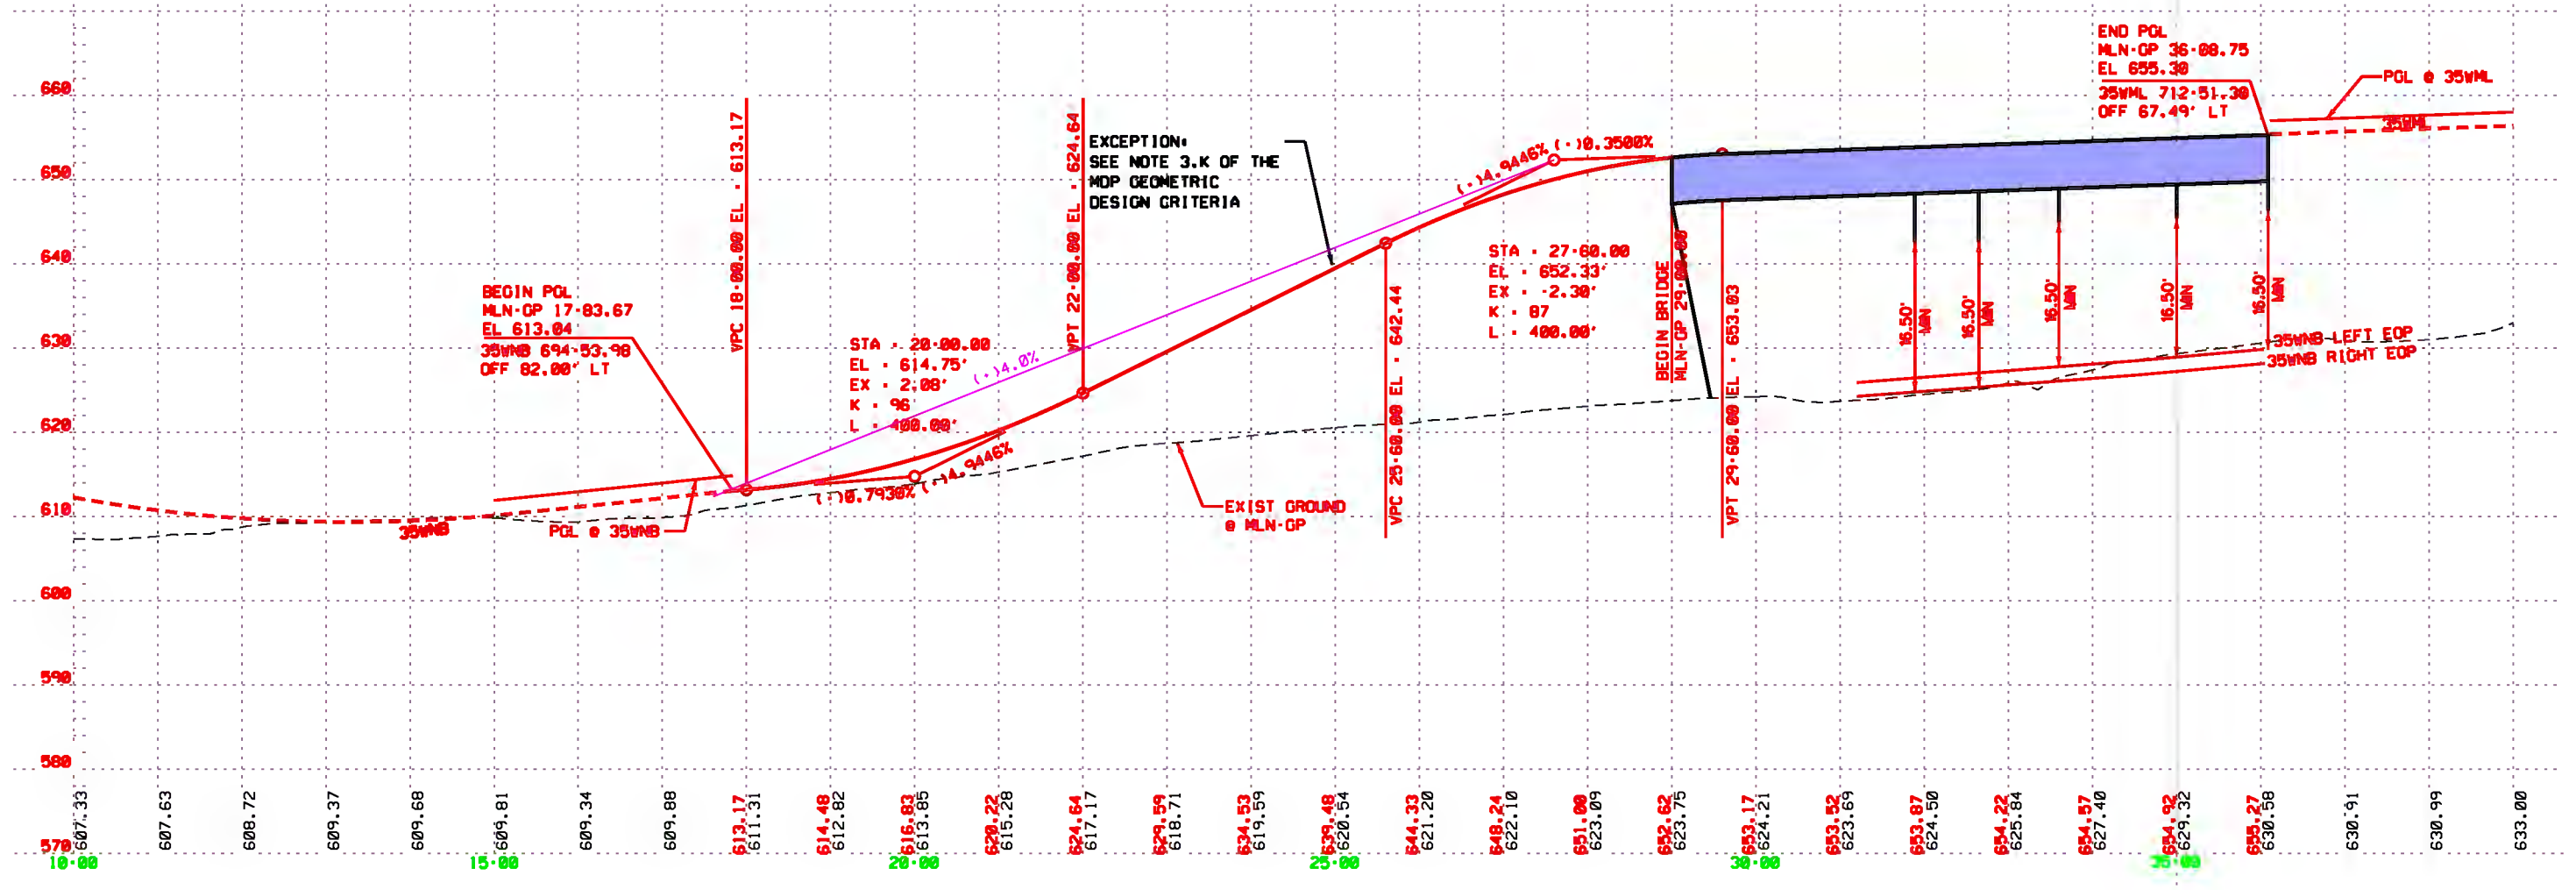 END PGL
MLN-GP 36+08.75
EL 655.30
35WML 712+51.30
OFF 67.49' LT
PGL @ 35WML
35WML
660
650
640
630
620
610
600
590
580
570
VPC 18+00.00 EL = 613.17
VPT 22+00.00 EL = 624.64
EXCEPTION:
SEE NOTE 3.K OF THE
MDP GEOMETRIC
DESIGN CRITERIA
(+)4.9446% (+)0.3500%
BEGIN PGL
MLN-GP 17+83.67
EL 613.04
35WNB 694+53.98
OFF 82.00' LT
STA = 20+00.00
EL = 614.75'
EX = 2.08'
K = 96
L = 400.00'
(+)4.0%
STA = 27+60.00
EL = 652.33'
EX = -2.30'
K = 87
L = 400.00'
BEGIN BRIDGE
MLN-GP 29+00.00
VPC 25+60.00 EL = 642.44
VPT 29+60.00 EL = 653.03
16.50' MIN
16.50' MIN
16.50' MIN
16.50' MIN
16.50' MIN
35WNB LEFT EOP
35WNB RIGHT EOP
(+)0.7930% (+)4.9446%
35WNB
PGL @ 35WNB
EXIST GROUND
@ MLN-GP
607.33
607.63
608.72
609.37
609.68
609.81
609.34
609.88
613.17
611.31
614.48
612.82
616.83
613.85
620.22
615.28
624.64
617.17
629.59
618.71
634.53
619.59
639.48
620.54
644.33
621.20
648.24
622.10
651.00
623.09
652.62
623.75
653.17
624.21
653.52
623.69
653.87
624.50
654.22
625.84
654.57
627.40
654.92
629.32
655.27
630.58
630.91
630.99
633.00
10+00
15+00
20+00
25+00
30+00
35+00